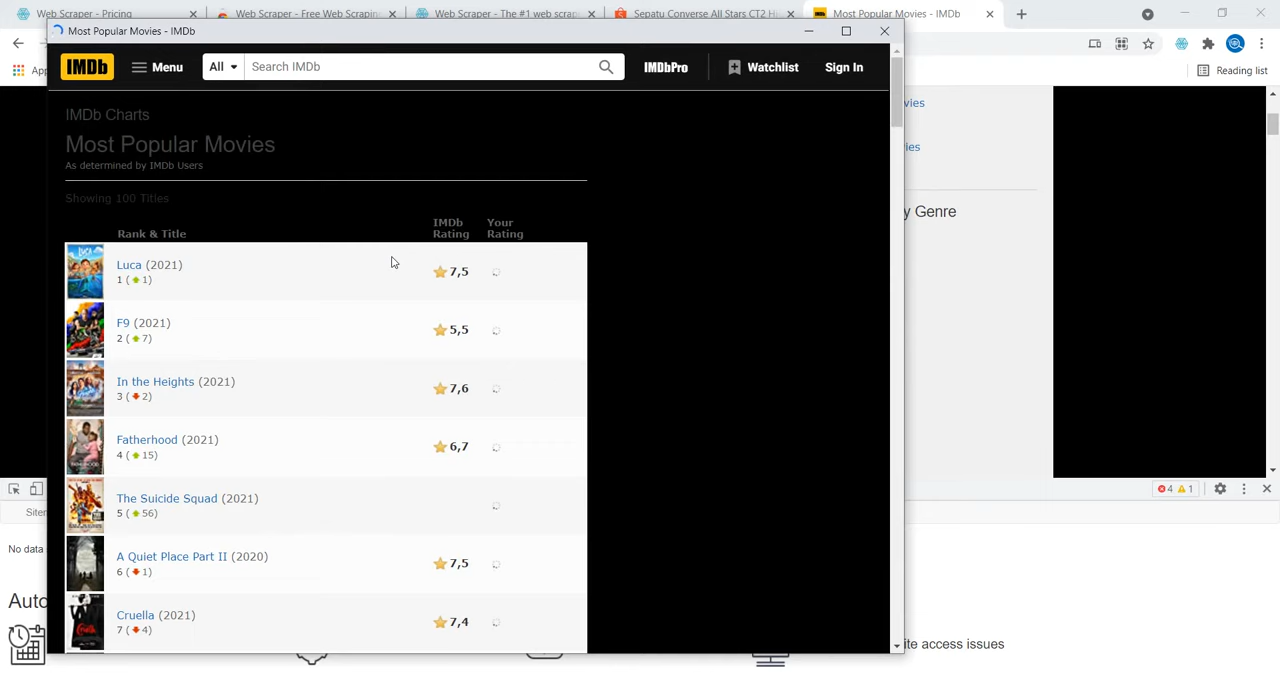 Web Scraper - Pricing
Web Scraper - Free Web Scraping
Web Scraper - The #1 web scrap
Sepatu Converse All Stars CT2 Hi
Most Popular Movies - IMDb
Most Popular Movies - IMDb
Reading list
IMDb
Menu
All
Search IMDb
IMDbPro
Watchlist
Sign In
IMDb Charts
Most Popular Movies
As determined by IMDb Users
Showing 100 Titles
Rank & Title
IMDb
Rating
Your
Rating
Luca (2021)
1 ( 1)
7,5
F9 (2021)
2 ( 7)
5,5
In the Heights (2021)
3 ( 2)
7,6
Fatherhood (2021)
4 ( 15)
6,7
The Suicide Squad (2021)
5 ( 56)
A Quiet Place Part II (2020)
6 ( 1)
7,5
Cruella (2021)
7 ( 4)
7,4
y Genre
4
1
No data
ite access issues